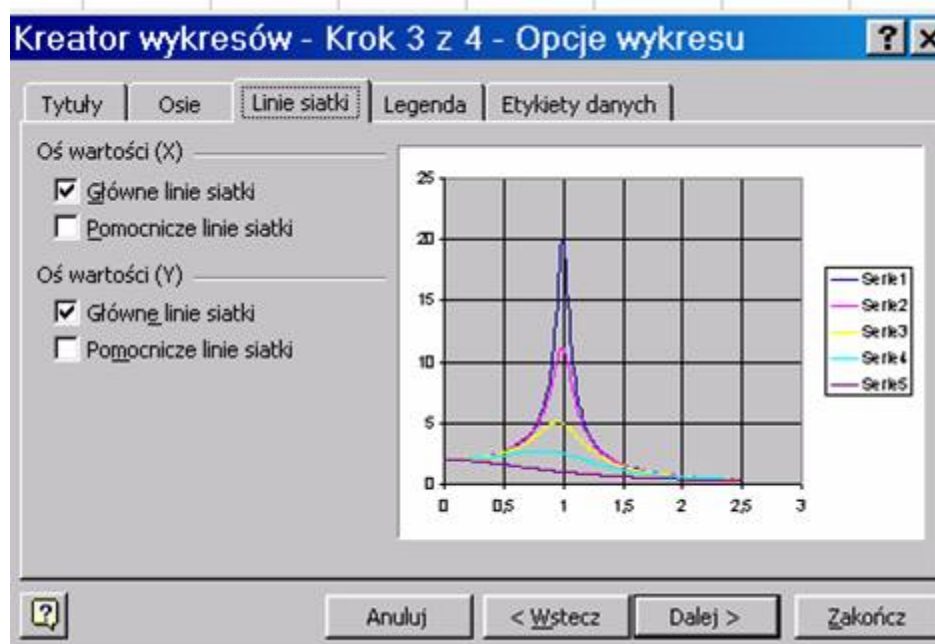 Kreator wykresów - Krok 3 z 4 - Opcje wykresu
Tytuły Osie Linie siatki Legenda Etykiety danych
Oś wartości (X)
Główne linie siatki
Pomocnicze linie siatki
Oś wartości (Y)
Główne linie siatki
Pomocnicze linie siatki
25
20
15
10
5
0
0 0,5 1 1,5 2 2,5 3
Serie1
Serie2
Serie3
Serie4
Serie5
Anuluj < Wstecz Dalej > Zakończ